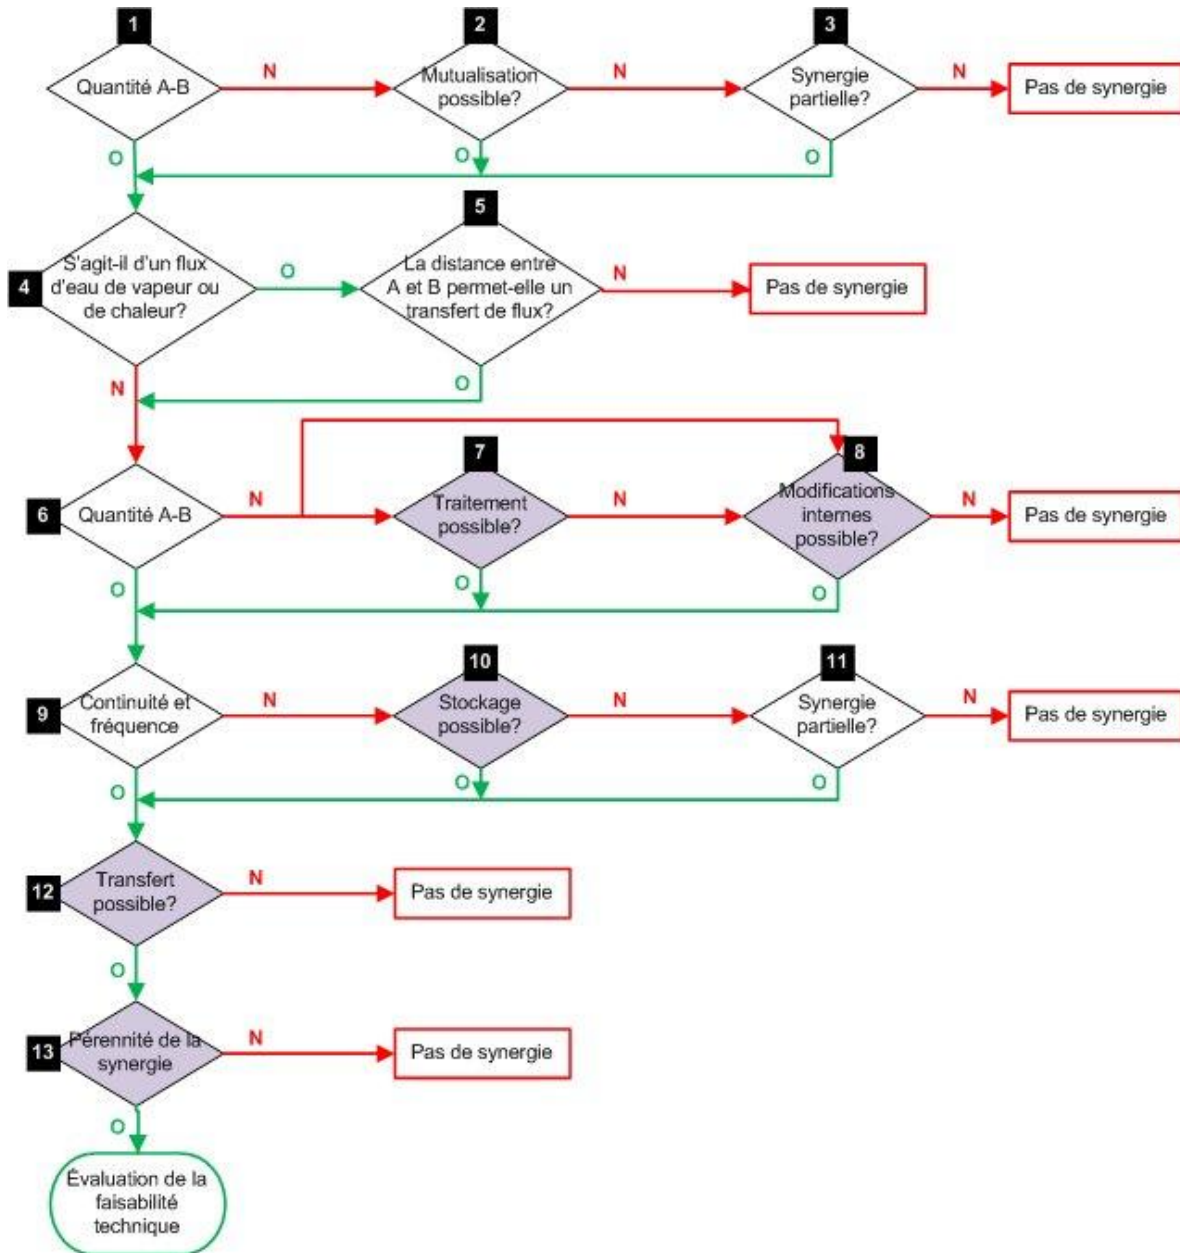 1
2
3
Quantité A-B
N
Mutualisation
possible?
N
Synergie
partielle?
N
Pas de synergie
O
O
O
5
4
S'agit-il d'un flux
d'eau de vapeur ou
de chaleur?
O
La distance entre
A et B permet-elle un
transfert de flux?
N
Pas de synergie
N
O
7
8
6
Quantité A-B
N
Traitement
possible?
N
Modifications
internes
possible?
N
Pas de synergie
O
O
O
10
11
9
Continuité et
fréquence
N
Stockage
possible?
N
Synergie
partielle?
N
Pas de synergie
O
O
O
12
Transfert
possible?
N
Pas de synergie
O
13
Pérennité de la
synergie
N
Pas de synergie
O
Évaluation de la
faisabilité
technique